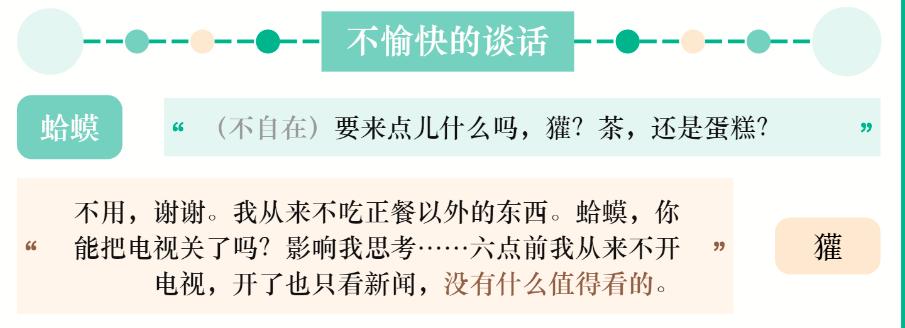 不愉快的谈话
蛤蟆
“（不自在）要来点儿什么吗，獾？茶，还是蛋糕？”
“不用，谢谢。我从来不吃正餐以外的东西。蛤蟆，你
能把电视关了吗？影响我思考……六点前我从来不开
电视，开了也只看新闻，没有什么值得看的。”
獾